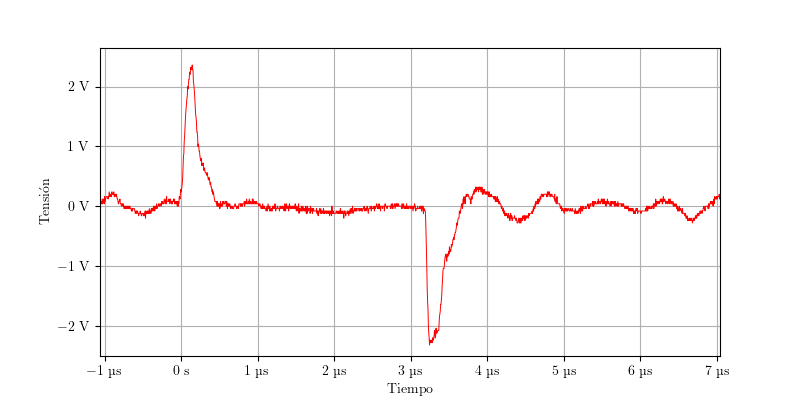 2 V
1 V
0 V
−1 V
−2 V
Tensión
−1 µs
0 s
1 µs
2 µs
3 µs
4 µs
5 µs
6 µs
7 µs
Tiempo